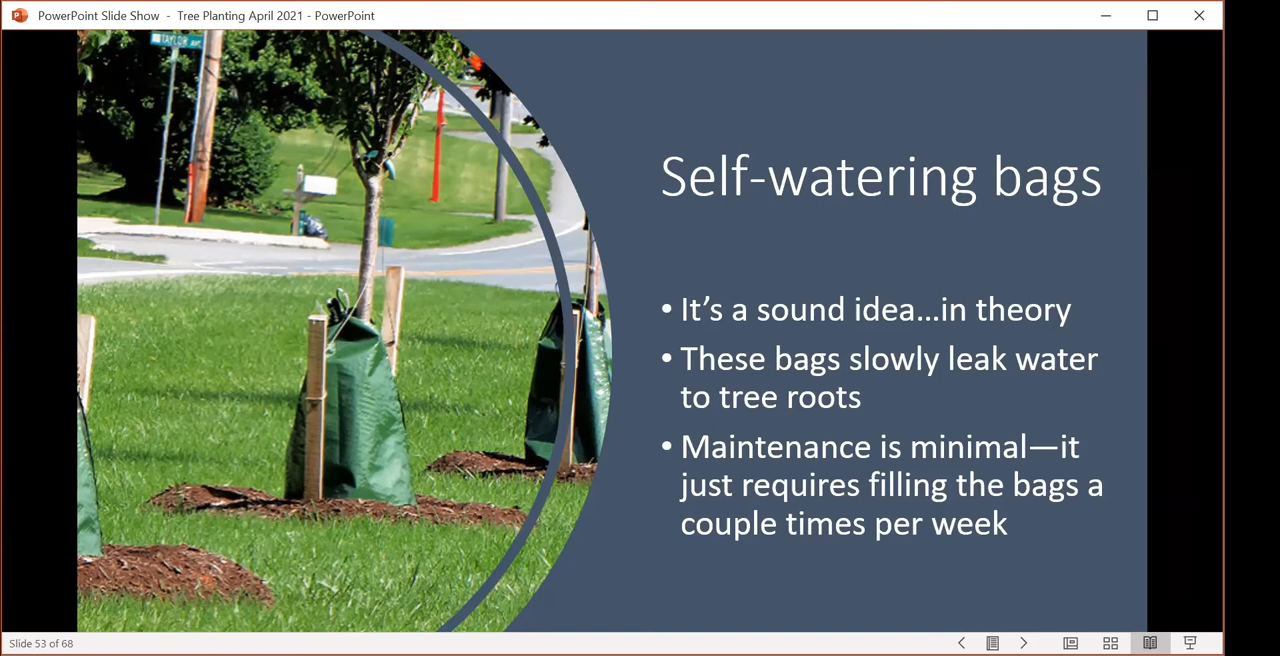 PowerPoint Slide Show - Tree Planting April 2021 - PowerPoint
TAYLOR AVE
Self-watering bags
• It’s a sound idea...in theory
• These bags slowly leak water
to tree roots
• Maintenance is minimal—it
just requires filling the bags a
couple times per week
Slide 53 of 68